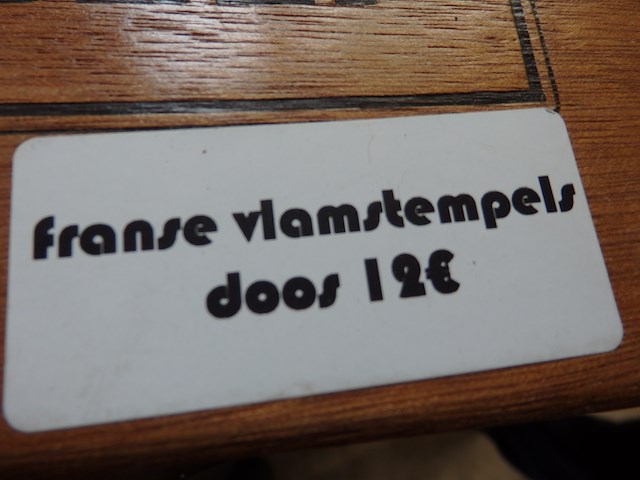 franse vlamstempels
doos 12€